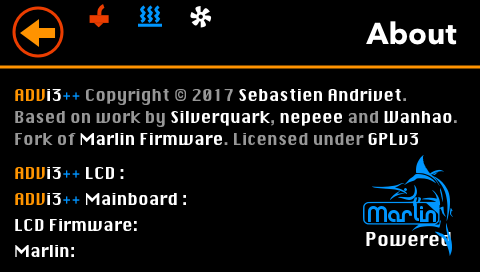 About
ADVi3++ Copyright © 2017 Sebastien Andrivet.
Based on work by Silverquark, nepeee and Wanhao.
Fork of Marlin Firmware. Licensed under GPLv3
ADVi3++ LCD :
ADVi3++ Mainboard :
LCD Firmware:
Marlin:
Marlin
Powered